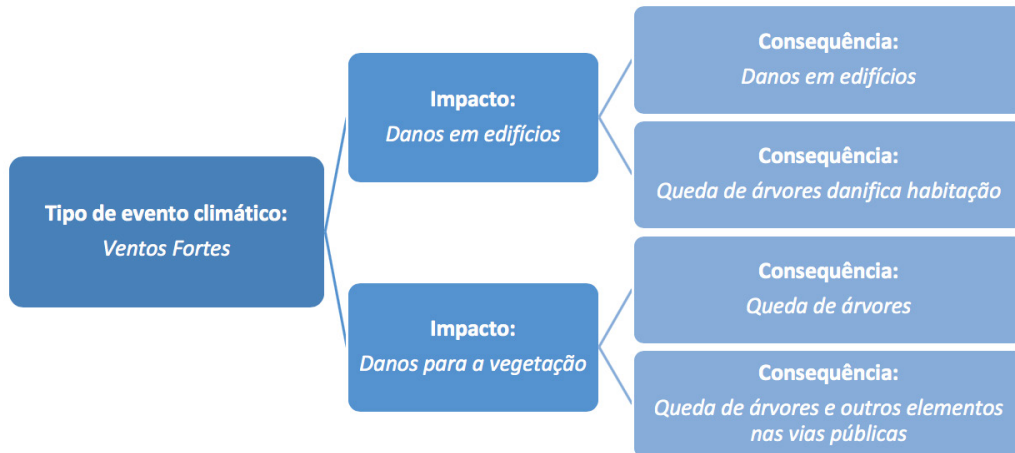 Tipo de evento climático:
Ventos Fortes
Impacto:
Danos em edifícios
Consequência:
Danos em edifícios
Consequência:
Queda de árvores danifica habitação
Impacto:
Danos para a vegetação
Consequência:
Queda de árvores
Consequência:
Queda de árvores e outros elementos
nas vias públicas